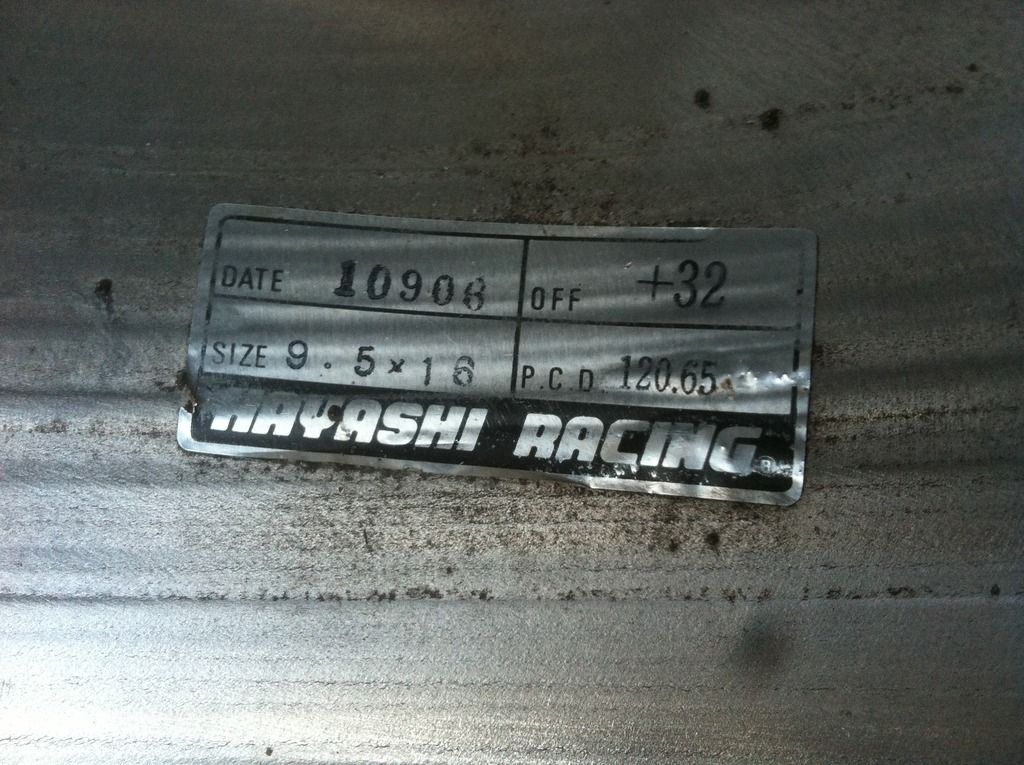 DATE 10908 OFF +32
SIZE 9.5×16 P.C.D 120.65
HAYASHI RACING®